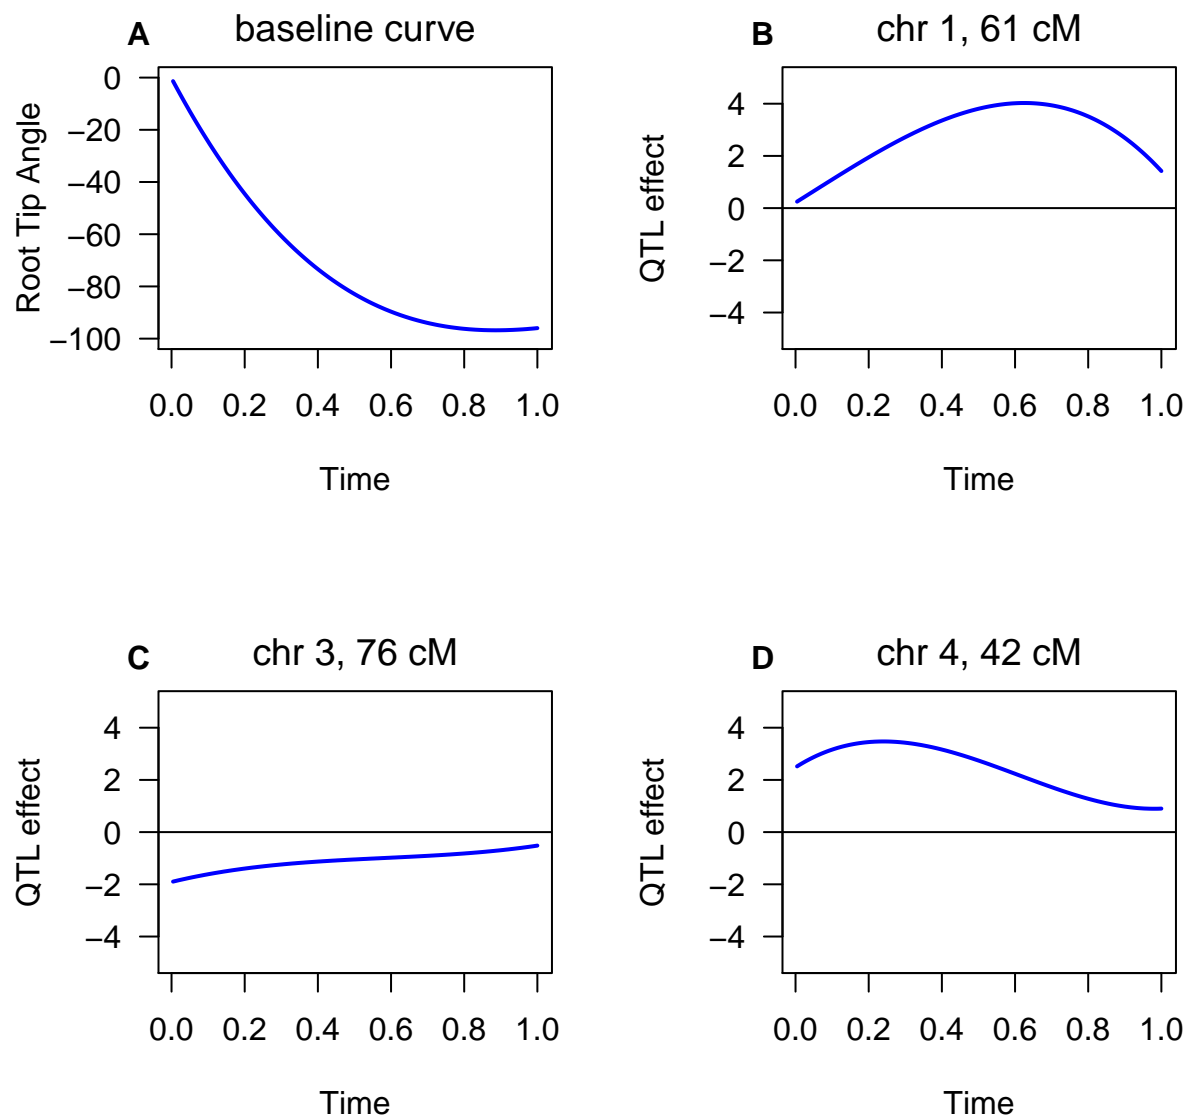 A baseline curve
Root Tip Angle
0
−20
−40
−60
−80
−100
0.0 0.2 0.4 0.6 0.8 1.0
Time
B chr 1, 61 cM
QTL effect
4
2
0
−2
−4
0.0 0.2 0.4 0.6 0.8 1.0
Time
C chr 3, 76 cM
QTL effect
4
2
0
−2
−4
0.0 0.2 0.4 0.6 0.8 1.0
Time
D chr 4, 42 cM
QTL effect
4
2
0
−2
−4
0.0 0.2 0.4 0.6 0.8 1.0
Time